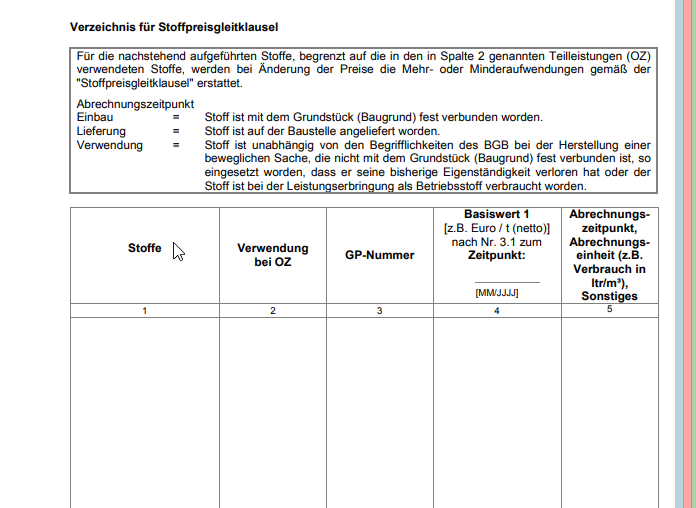 Verzeichnis für Stoffpreisgleitklausel
Für die nachstehend aufgeführten Stoffe, begrenzt auf die in den in Spalte 2 genannten Teilleistungen (OZ)
verwendeten Stoffe, werden bei Änderung der Preise die Mehr- oder Minderaufwendungen gemäß der
"Stoffpreisgleitklausel" erstattet.
Abrechnungszeitpunkt
Einbau = Stoff ist mit dem Grundstück (Baugrund) fest verbunden worden.
Lieferung = Stoff ist auf der Baustelle angeliefert worden.
Verwendung = Stoff ist unabhängig von den Begrifflichkeiten des BGB bei der Herstellung einer
beweglichen Sache, die nicht mit dem Grundstück (Baugrund) fest verbunden ist, so
eingesetzt worden, dass er seine bisherige Eigenständigkeit verloren hat oder der
Stoff ist bei der Leistungserbringung als Betriebsstoff verbraucht worden.
Stoffe
Verwendung
bei OZ
GP-Nummer
Basiswert 1
[z.B. Euro / t (netto)]
nach Nr. 3.1 zum
Zeitpunkt:
[MM/JJJJ]
Abrechnungs-
zeitpunkt,
Abrechnungs-
einheit (z.B.
Verbrauch in
ltr/m³),
Sonstiges
1 2 3 4 5